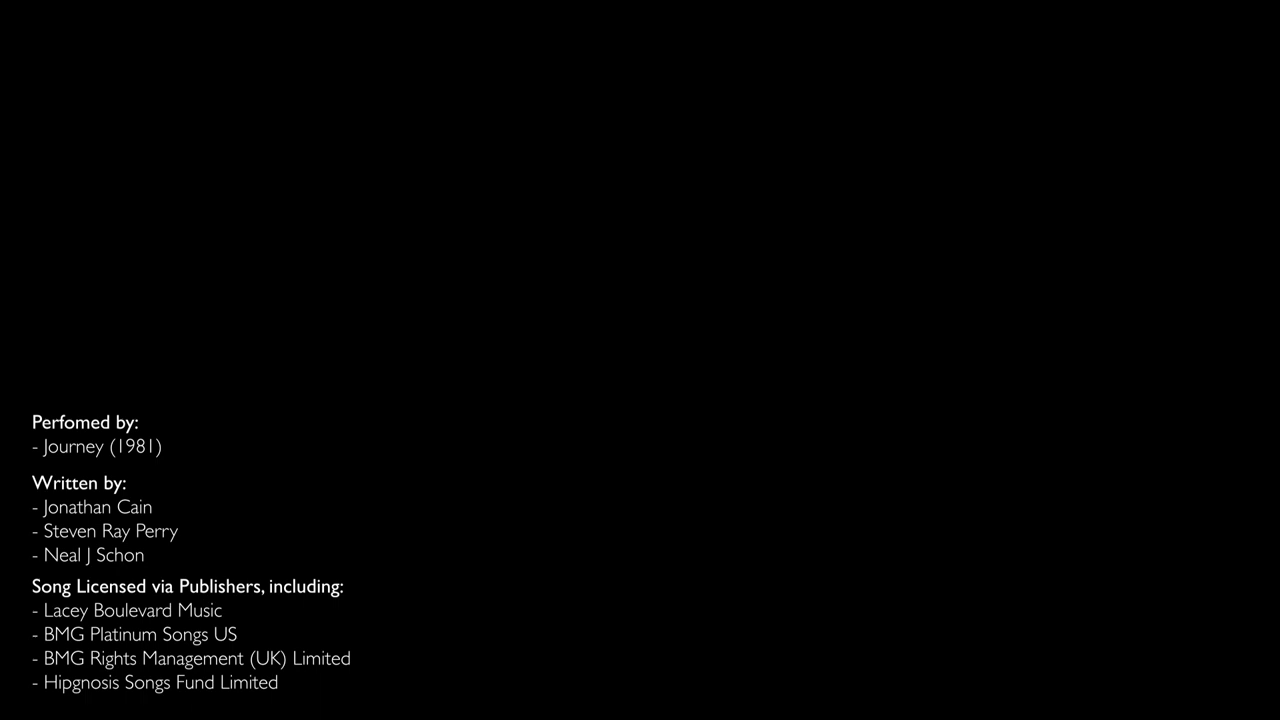 Perfomed by:
- Journey (1981)
Written by:
- Jonathan Cain
- Steven Ray Perry
- Neal J Schon
Song Licensed via Publishers, including:
- Lacey Boulevard Music
- BMG Platinum Songs US
- BMG Rights Management (UK) Limited
- Hipgnosis Songs Fund Limited